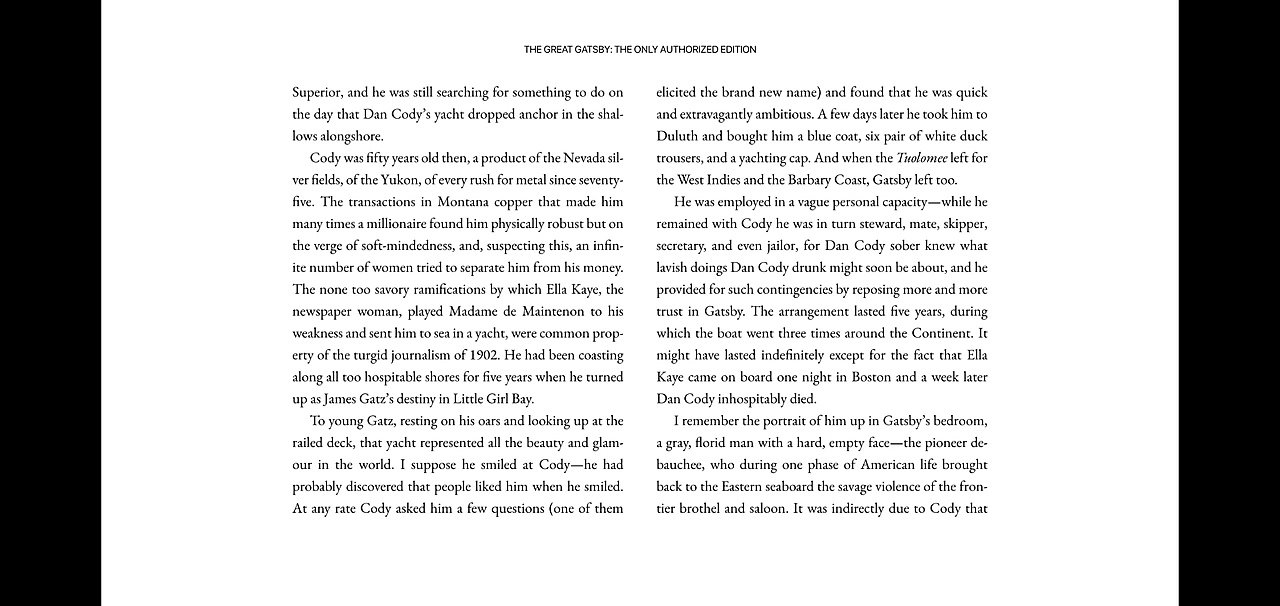 THE GREAT GATSBY: THE ONLY AUTHORIZED EDITION
Superior, and he was still searching for something to do on
the day that Dan Cody’s yacht dropped anchor in the shal-
lows alongshore.
Cody was fifty years old then, a product of the Nevada sil-
ver fields, of the Yukon, of every rush for metal since seventy-
five. The transactions in Montana copper that made him
many times a millionaire found him physically robust but on
the verge of soft-mindedness, and, suspecting this, an infin-
ite number of women tried to separate him from his money.
The none too savory ramifications by which Ella Kaye, the
newspaper woman, played Madame de Maintenon to his
weakness and sent him to sea in a yacht, were common prop-
erty of the turgid journalism of 1902. He had been coasting
along all too hospitable shores for five years when he turned
up as James Gatz’s destiny in Little Girl Bay.
To young Gatz, resting on his oars and looking up at the
railed deck, that yacht represented all the beauty and glam-
our in the world. I suppose he smiled at Cody—he had
probably discovered that people liked him when he smiled.
At any rate Cody asked him a few questions (one of them
elicited the brand new name) and found that he was quick
and extravagantly ambitious. A few days later he took him to
Duluth and bought him a blue coat, six pair of white duck
trousers, and a yachting cap. And when the Tuolomee left for
the West Indies and the Barbary Coast, Gatsby left too.
He was employed in a vague personal capacity—while he
remained with Cody he was in turn steward, mate, skipper,
secretary, and even jailor, for Dan Cody sober knew what
lavish doings Dan Cody drunk might soon be about, and he
provided for such contingencies by reposing more and more
trust in Gatsby. The arrangement lasted five years, during
which the boat went three times around the Continent. It
might have lasted indefinitely except for the fact that Ella
Kaye came on board one night in Boston and a week later
Dan Cody inhospitably died.
I remember the portrait of him up in Gatsby’s bedroom,
a gray, florid man with a hard, empty face—the pioneer de-
bauchee, who during one phase of American life brought
back to the Eastern seaboard the savage violence of the fron-
tier brothel and saloon. It was indirectly due to Cody that